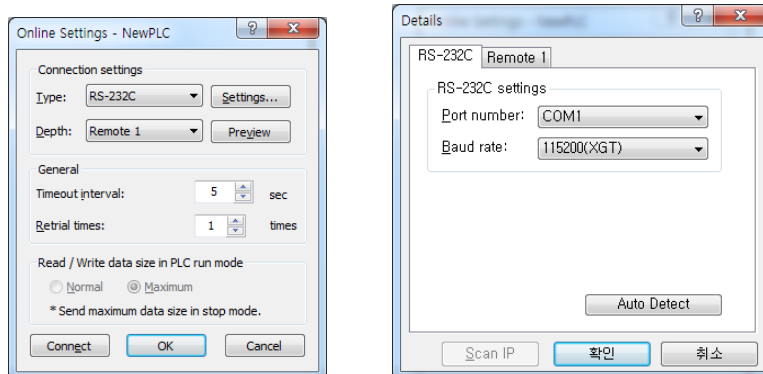 Online Settings - NewPLC
Connection settings
Type: RS-232C Settings...
Depth: Remote 1 Preview
General
Timeout interval: 5 sec
Retrial times: 1 times
Read / Write data size in PLC run mode
Normal Maximum
* Send maximum data size in stop mode.
Connect OK Cancel
Details
RS-232C Remote 1
RS-232C settings
Port number: COM1
Baud rate: 115200(XGT)
Auto Detect
Scan IP 확인 취소